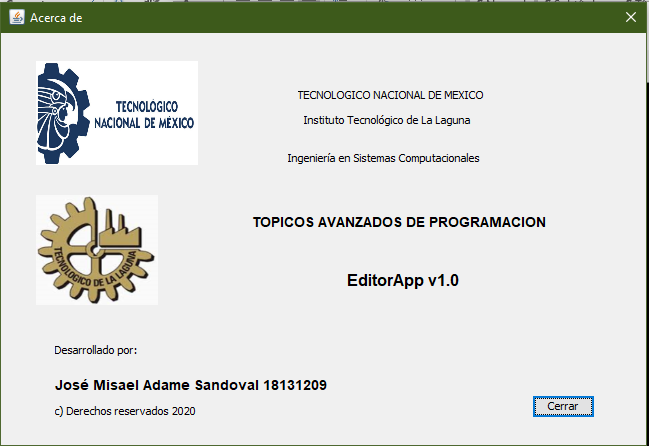 Acerca de
TECNOLÓGICO
NACIONAL DE MÉXICO
TECNOLOGICO NACIONAL DE MEXICO
Instituto Tecnológico de La Laguna
Ingeniería en Sistemas Computacionales
TECNOLOGICO DE LA LAGUNA
TOPICOS AVANZADOS DE PROGRAMACION
EditorApp v1.0
Desarrollado por:
José Misael Adame Sandoval 18131209
c) Derechos reservados 2020
Cerrar